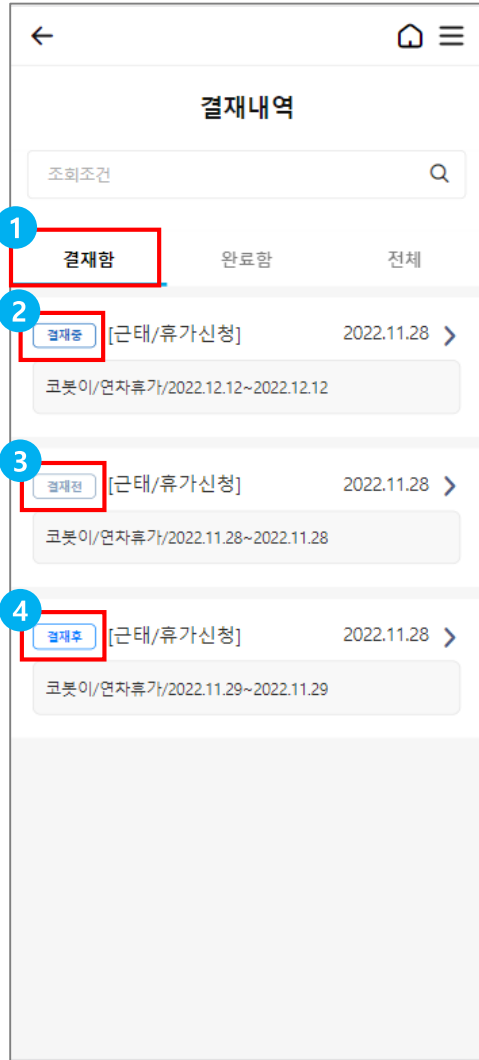 결재내역
조회조건
1
결재함 완료함 전체
2
결재중 [근태/휴가신청] 2022.11.28
코봇이/연차휴가/2022.12.12~2022.12.12
3
결재전 [근태/휴가신청] 2022.11.28
코봇이/연차휴가/2022.11.28~2022.11.28
4
결재후 [근태/휴가신청] 2022.11.28
코봇이/연차휴가/2022.11.29~2022.11.29